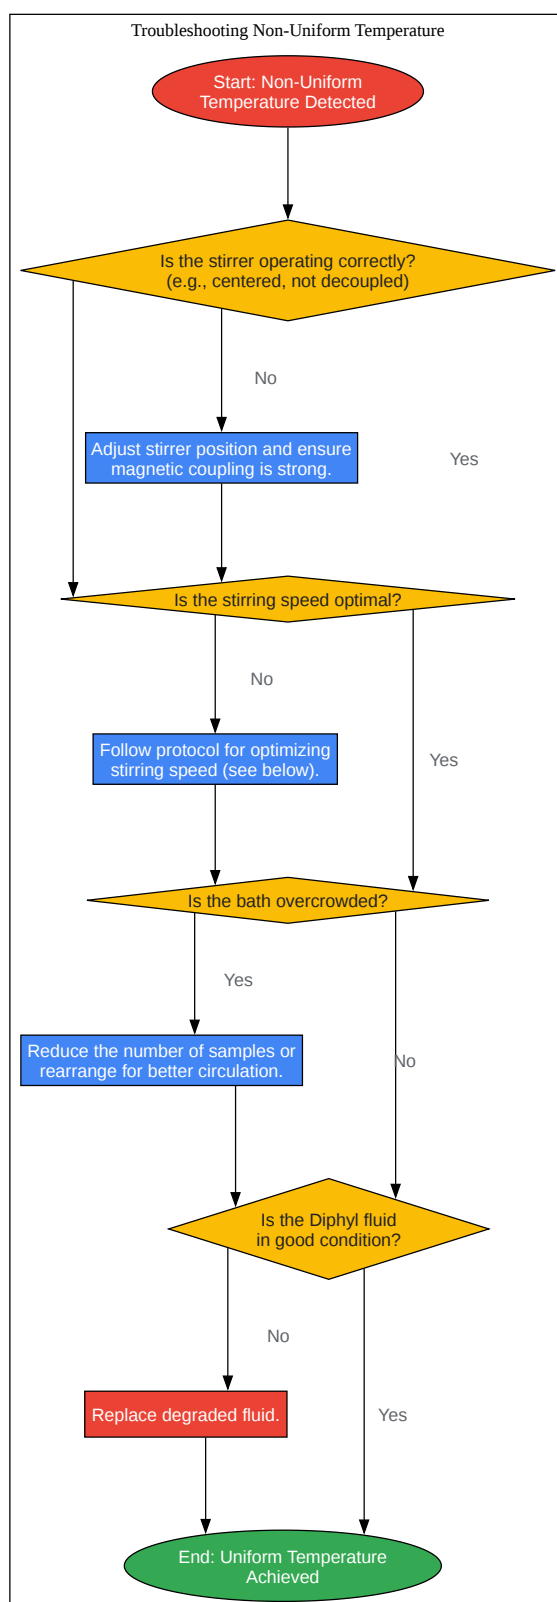 Troubleshooting Non-Uniform Temperature
Start: Non-Uniform
Temperature Detected
Is the stirrer operating correctly?
(e.g., centered, not decoupled)
No
Adjust stirrer position and ensure
magnetic coupling is strong.
Yes
Is the stirring speed optimal?
No
Follow protocol for optimizing
stirring speed (see below).
Yes
Is the bath overcrowded?
Yes
Reduce the number of samples or
rearrange for better circulation.
No
Is the Diphyl fluid
in good condition?
No
Replace degraded fluid.
Yes
End: Uniform Temperature
Achieved